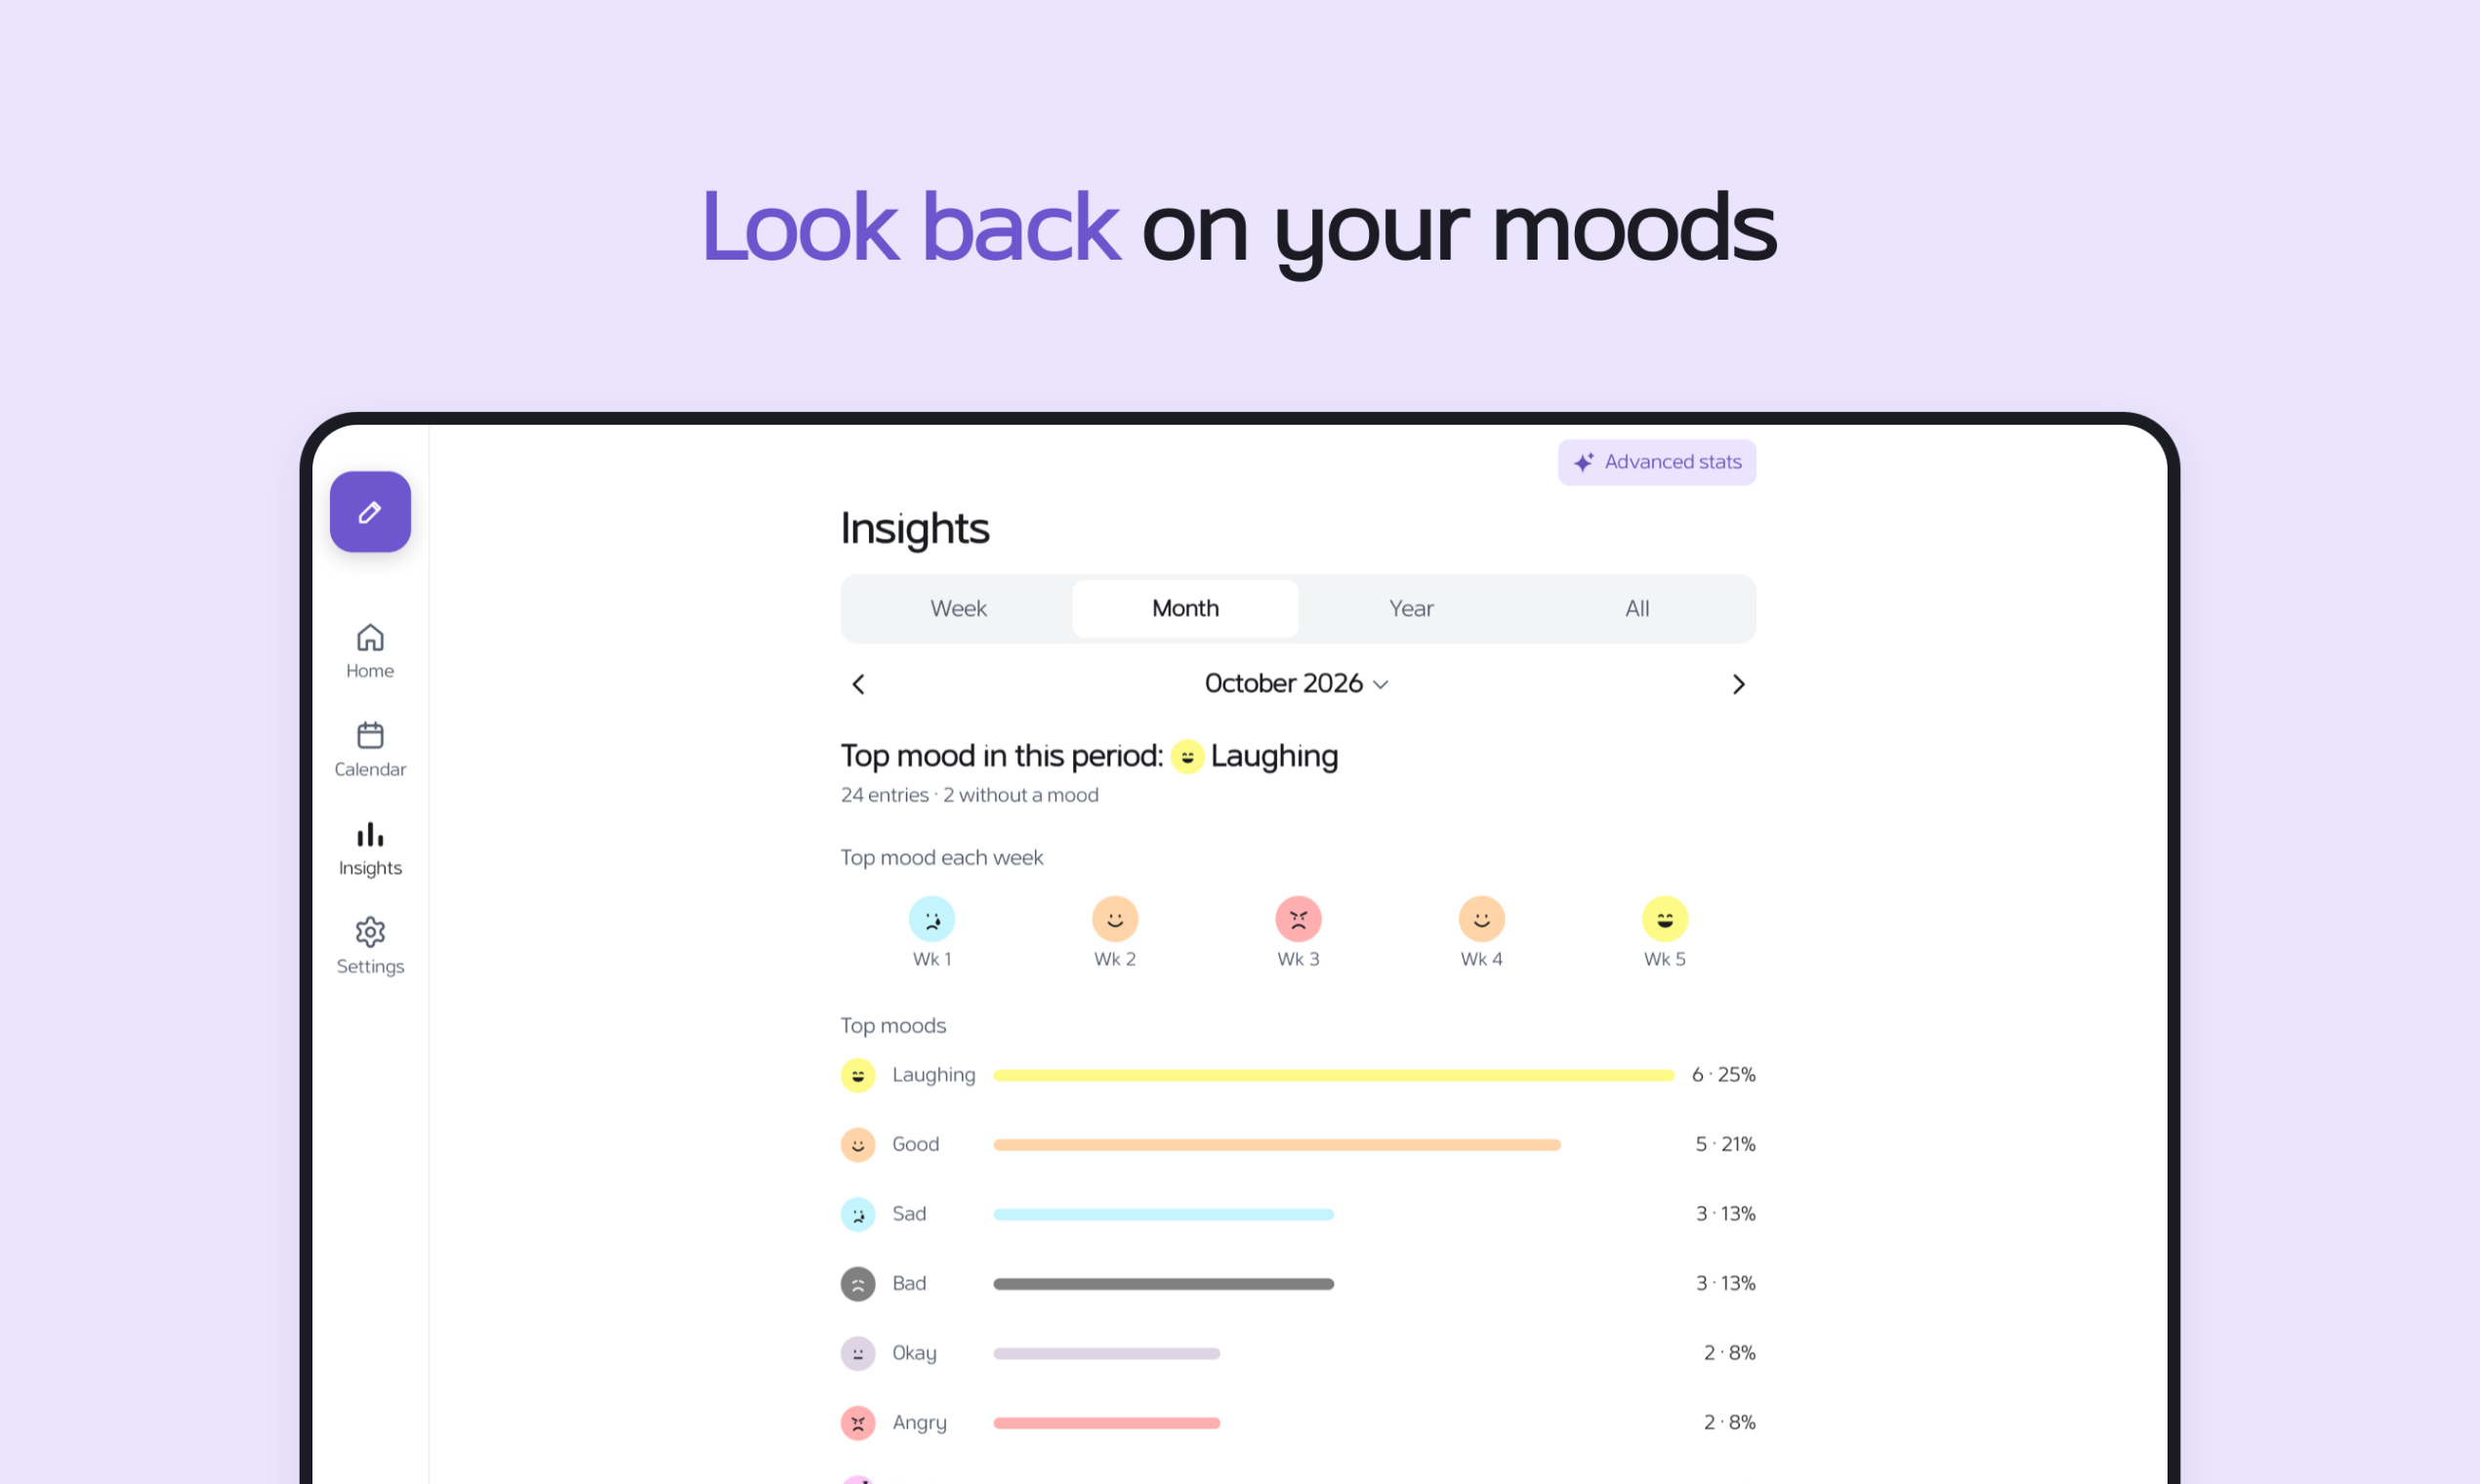 Look back on your moods
Advanced stats
Insights
Week
Month
Year
All
October 2026
Top mood in this period: Laughing
24 entries · 2 without a mood
Top mood each week
Wk 1
Wk 2
Wk 3
Wk 4
Wk 5
Top moods
Laughing 6 · 25%
Good 5 · 21%
Sad 3 · 13%
Bad 3 · 13%
Okay 2 · 8%
Angry 2 · 8%
Home
Calendar
Insights
Settings